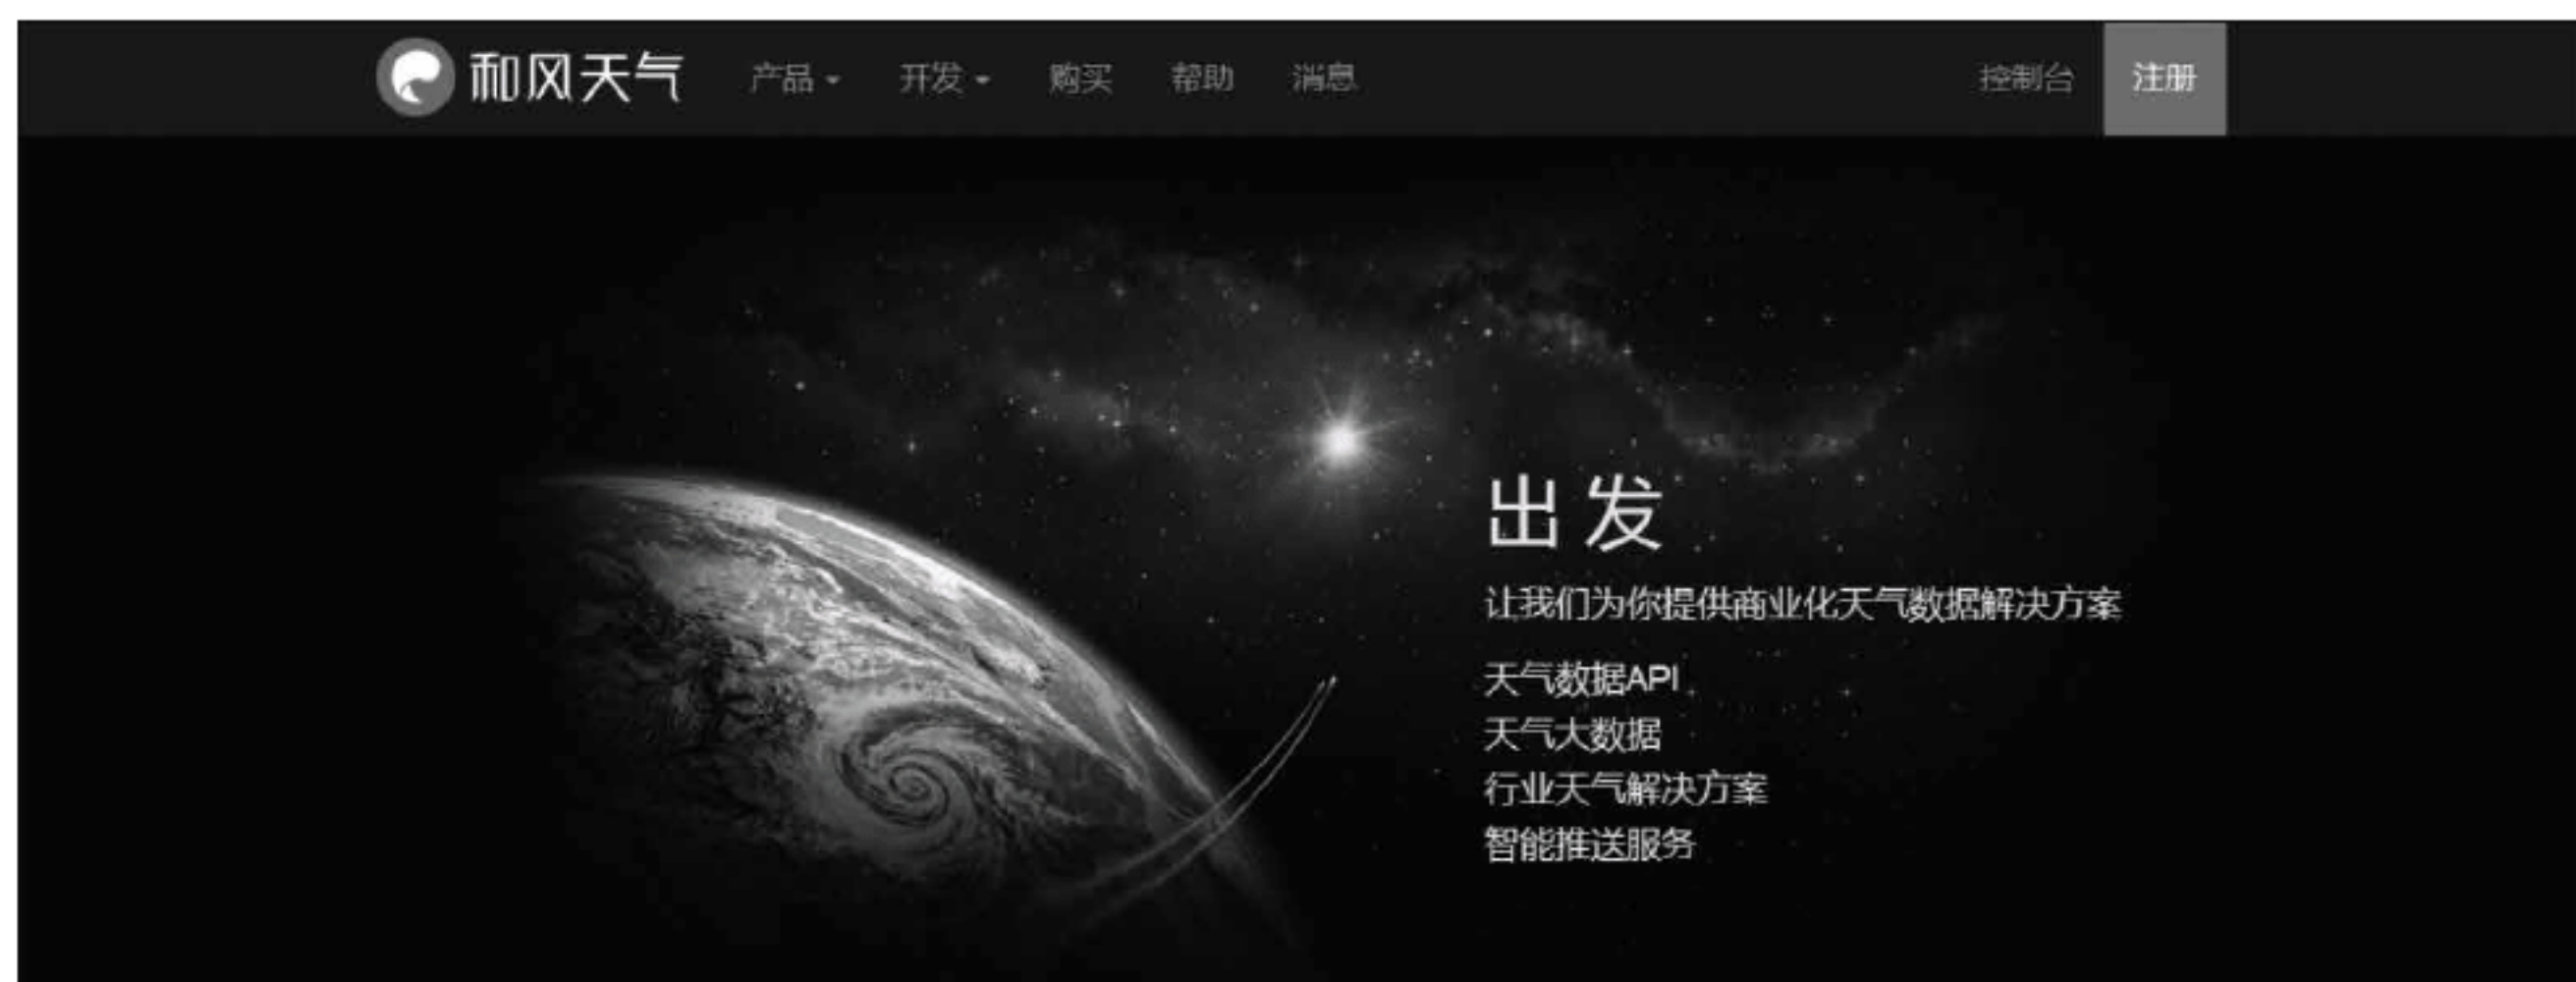 和风天气 产品 开发 购买 帮助 消息 控制台 注册
出发
让我们为你提供商业化天气数据解决方案
天气数据API
天气大数据
行业天气解决方案
智能推送服务